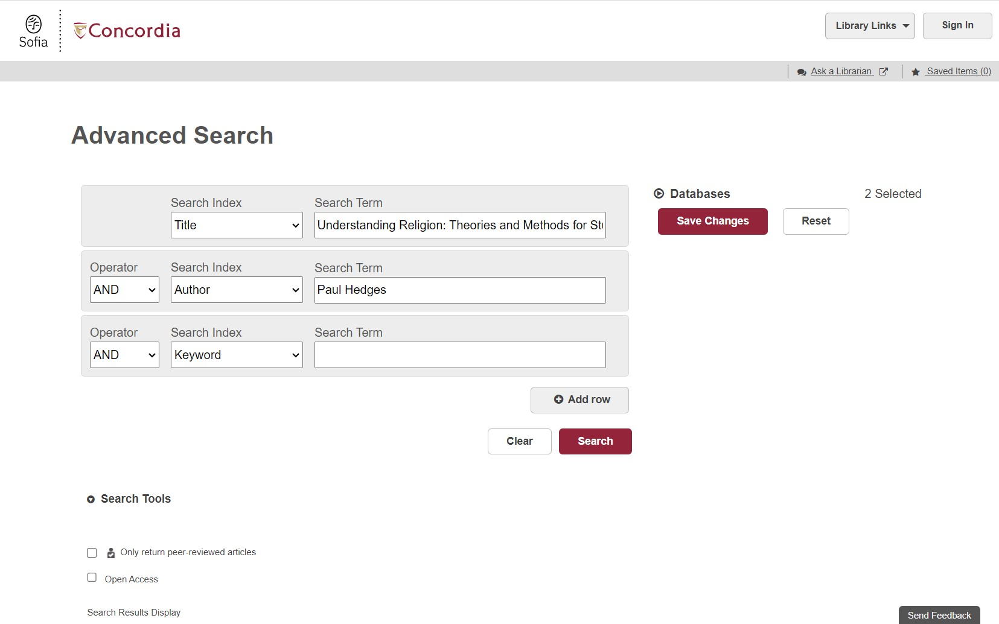 Sofia
Concordia
Library Links
Sign In
Ask a Librarian
Saved Items (0)
Advanced Search
Search Index
Search Term
Title
Understanding Religion: Theories and Methods for St
Operator
Search Index
Search Term
AND
Author
Paul Hedges
Operator
Search Index
Search Term
AND
Keyword
Add row
Clear
Search
Databases
2 Selected
Save Changes
Reset
Search Tools
Only return peer-reviewed articles
Open Access
Search Results Display
Send Feedback